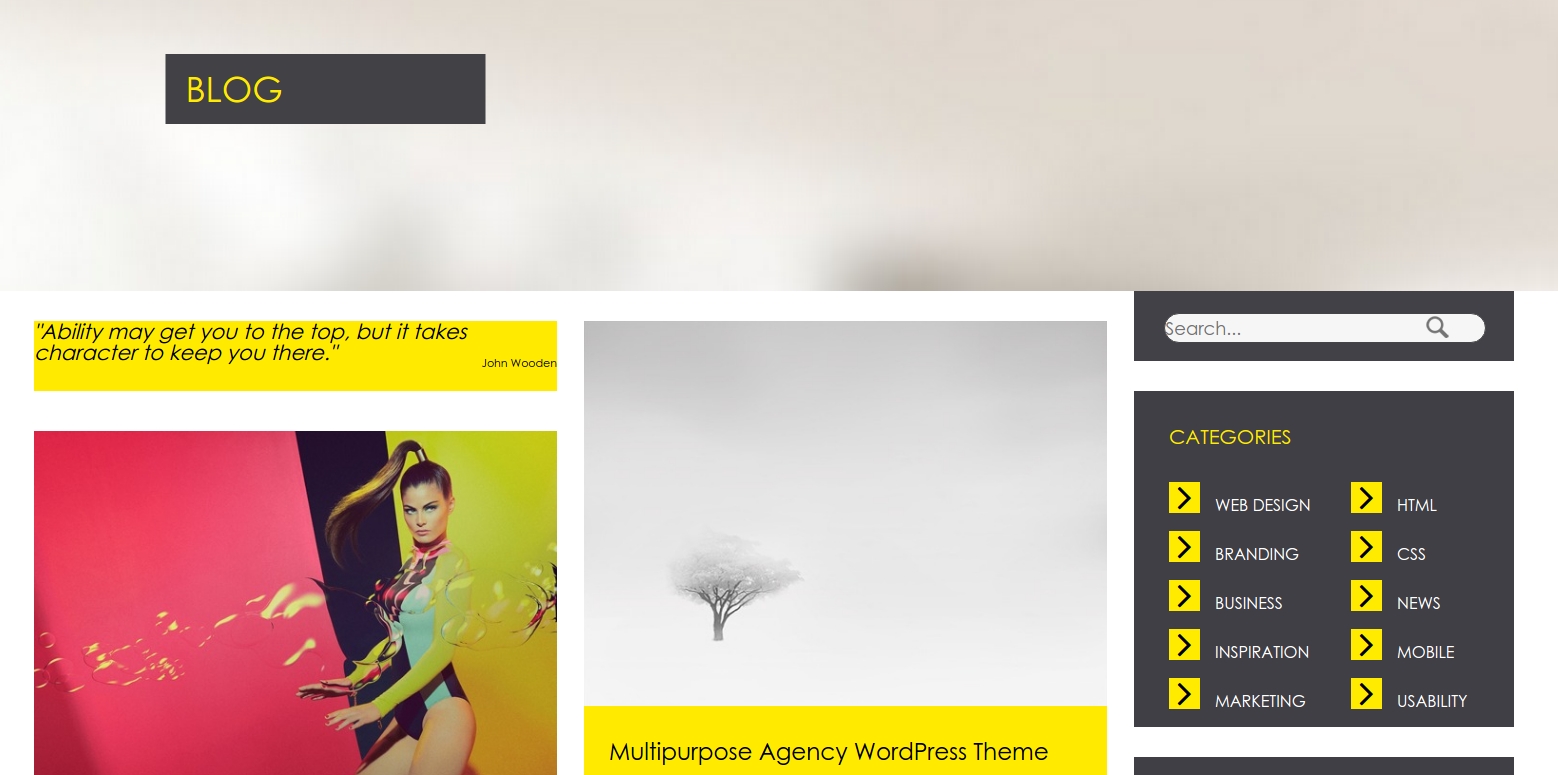 BLOG
"Ability may get you to the top, but it takes
character to keep you there."
John Wooden
Multipurpose Agency WordPress Theme
Search...
CATEGORIES
WEB DESIGN
HTML
BRANDING
CSS
BUSINESS
NEWS
INSPIRATION
MOBILE
MARKETING
USABILITY